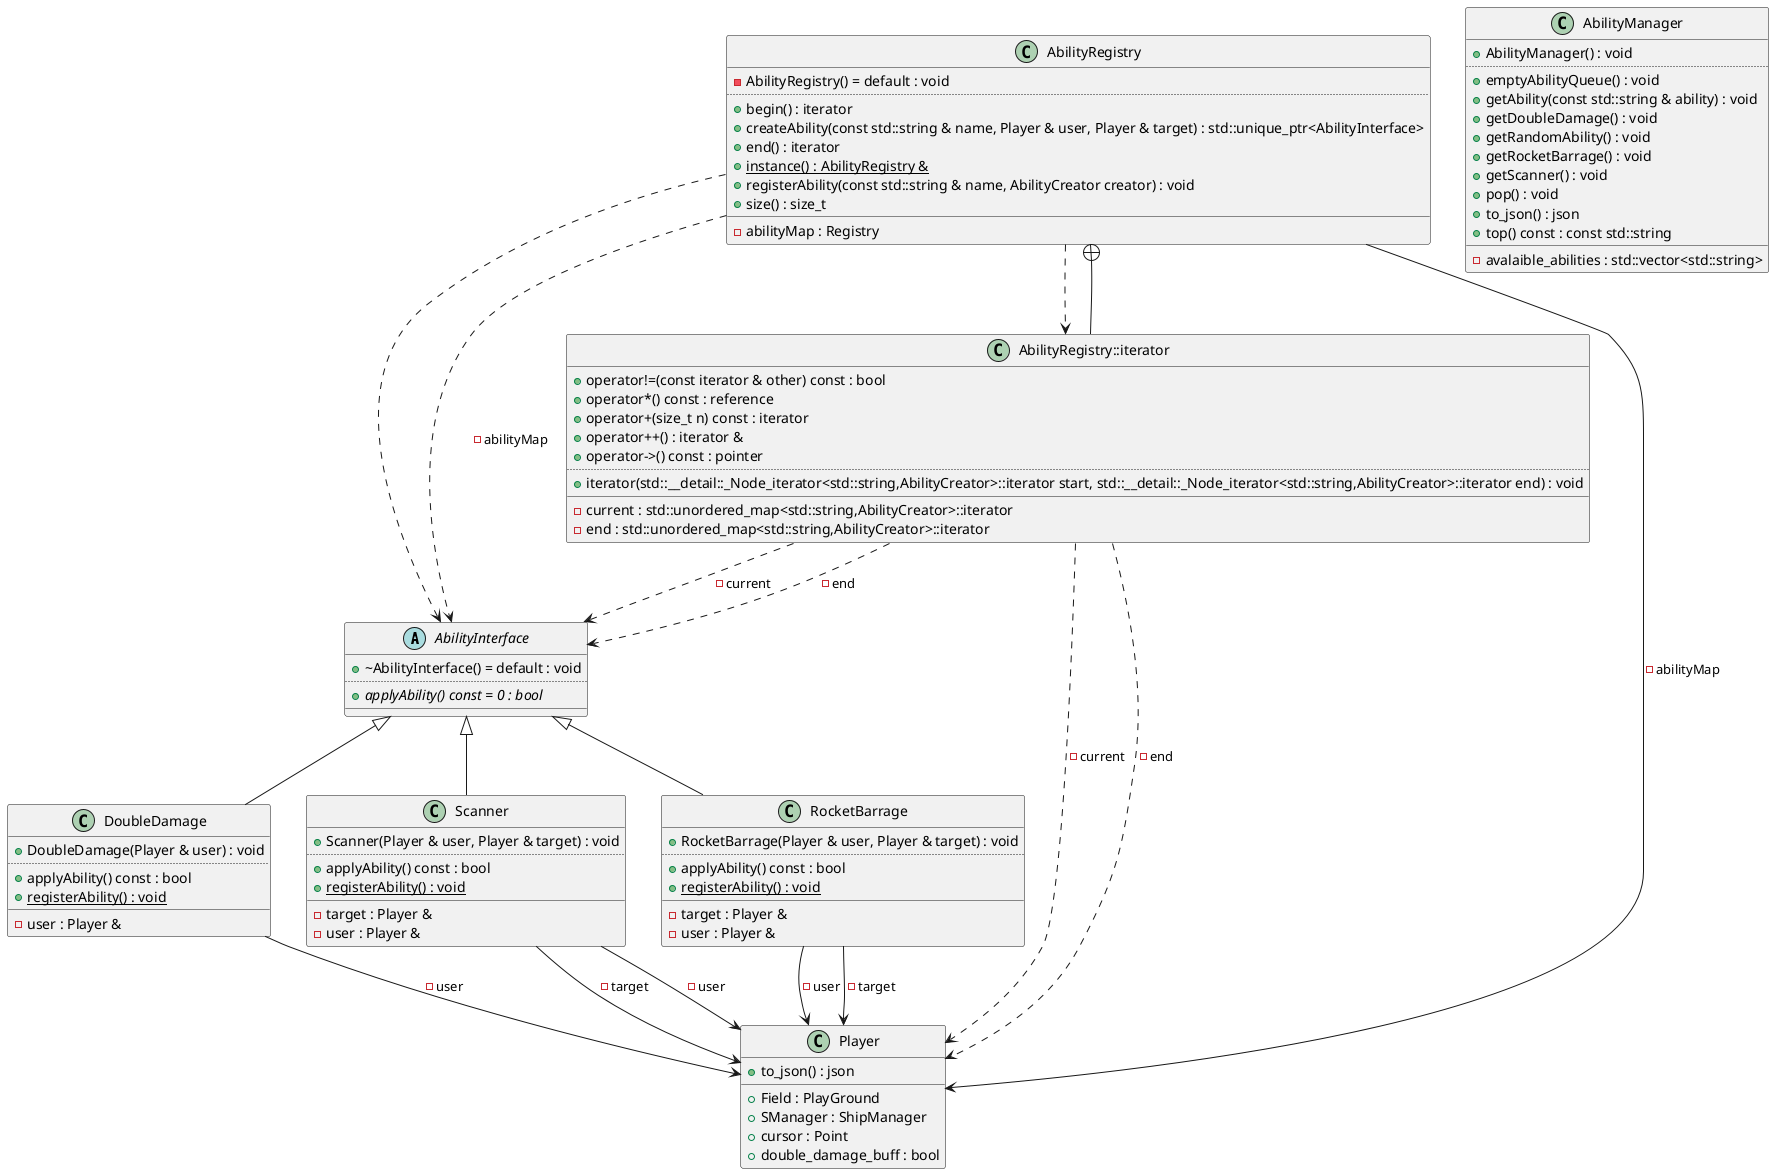 AbilityRegistry
AbilityRegistry() = default : void
begin() : iterator
createAbility(const std::string & name, Player & user, Player & target) : std::unique_ptr<AbilityInterface>
end() : iterator
instance() : AbilityRegistry &
registerAbility(const std::string & name, AbilityCreator creator) : void
size() : size_t
abilityMap : Registry
AbilityManager
AbilityManager() : void
emptyAbilityQueue() : void
getAbility(const std::string & ability) : void
getDoubleDamage() : void
getRandomAbility() : void
getRocketBarrage() : void
getScanner() : void
pop() : void
to_json() : json
top() const : const std::string
avalaible_abilities : std::vector<std::string>
AbilityRegistry::iterator
operator!=(const iterator & other) const : bool
operator*() const : reference
operator+(size_t n) const : iterator
operator++() : iterator &
operator->() const : pointer
iterator(std::__detail::_Node_iterator<std::string,AbilityCreator>::iterator start, std::__detail::_Node_iterator<std::string,AbilityCreator>::iterator end) : void
current : std::unordered_map<std::string,AbilityCreator>::iterator
end : std::unordered_map<std::string,AbilityCreator>::iterator
abilityMap
current
end
AbilityInterface
~AbilityInterface() = default : void
applyAbility() const = 0 : bool
abilityMap
current
end
DoubleDamage
DoubleDamage(Player & user) : void
applyAbility() const : bool
registerAbility() : void
user : Player &
Scanner
Scanner(Player & user, Player & target) : void
applyAbility() const : bool
registerAbility() : void
target : Player &
user : Player &
RocketBarrage
RocketBarrage(Player & user, Player & target) : void
applyAbility() const : bool
registerAbility() : void
target : Player &
user : Player &
user
target
user
user
target
Player
to_json() : json
Field : PlayGround
SManager : ShipManager
cursor : Point
double_damage_buff : bool